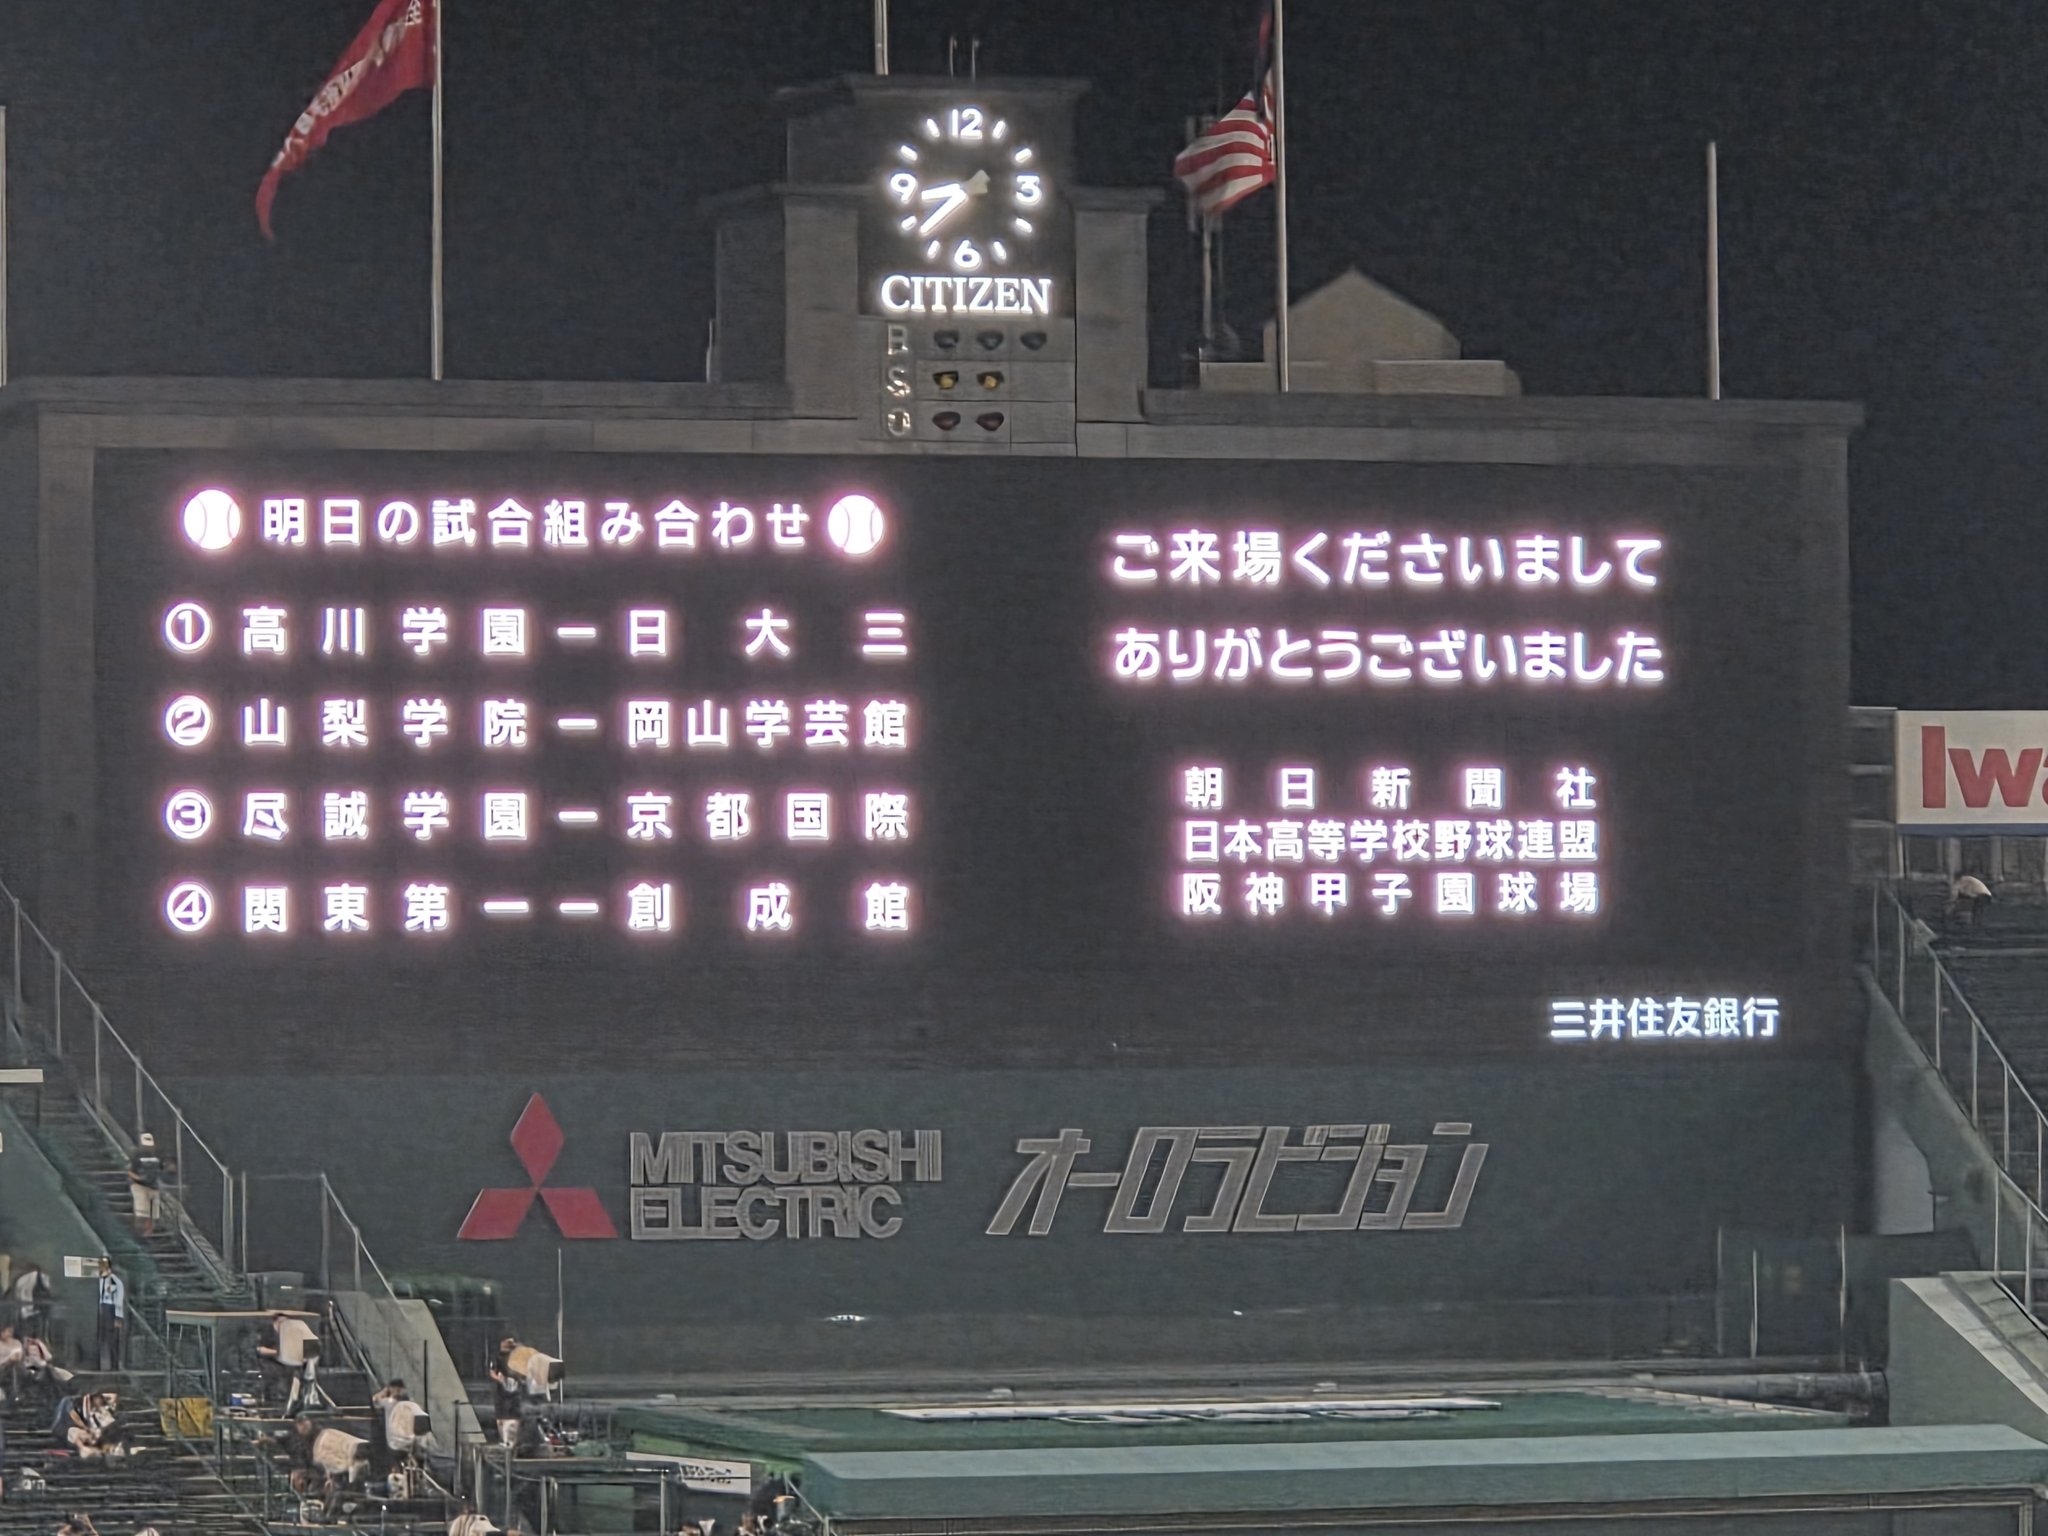 12
9 3
6
CITIZEN
B
S
O
明日の試合組み合わせ
① 高川学園ー日大三
② 山梨学院ー岡山学芸館
③ 尽誠学園ー京都国際
④ 関東第一ー創成館
ご来場くださいまして
ありがとうございました
朝日新聞社
日本高等学校野球連盟
阪神甲子園球場
三井住友銀行
MITSUBISHI
ELECTRIC
オーロラビジョン
Iwa